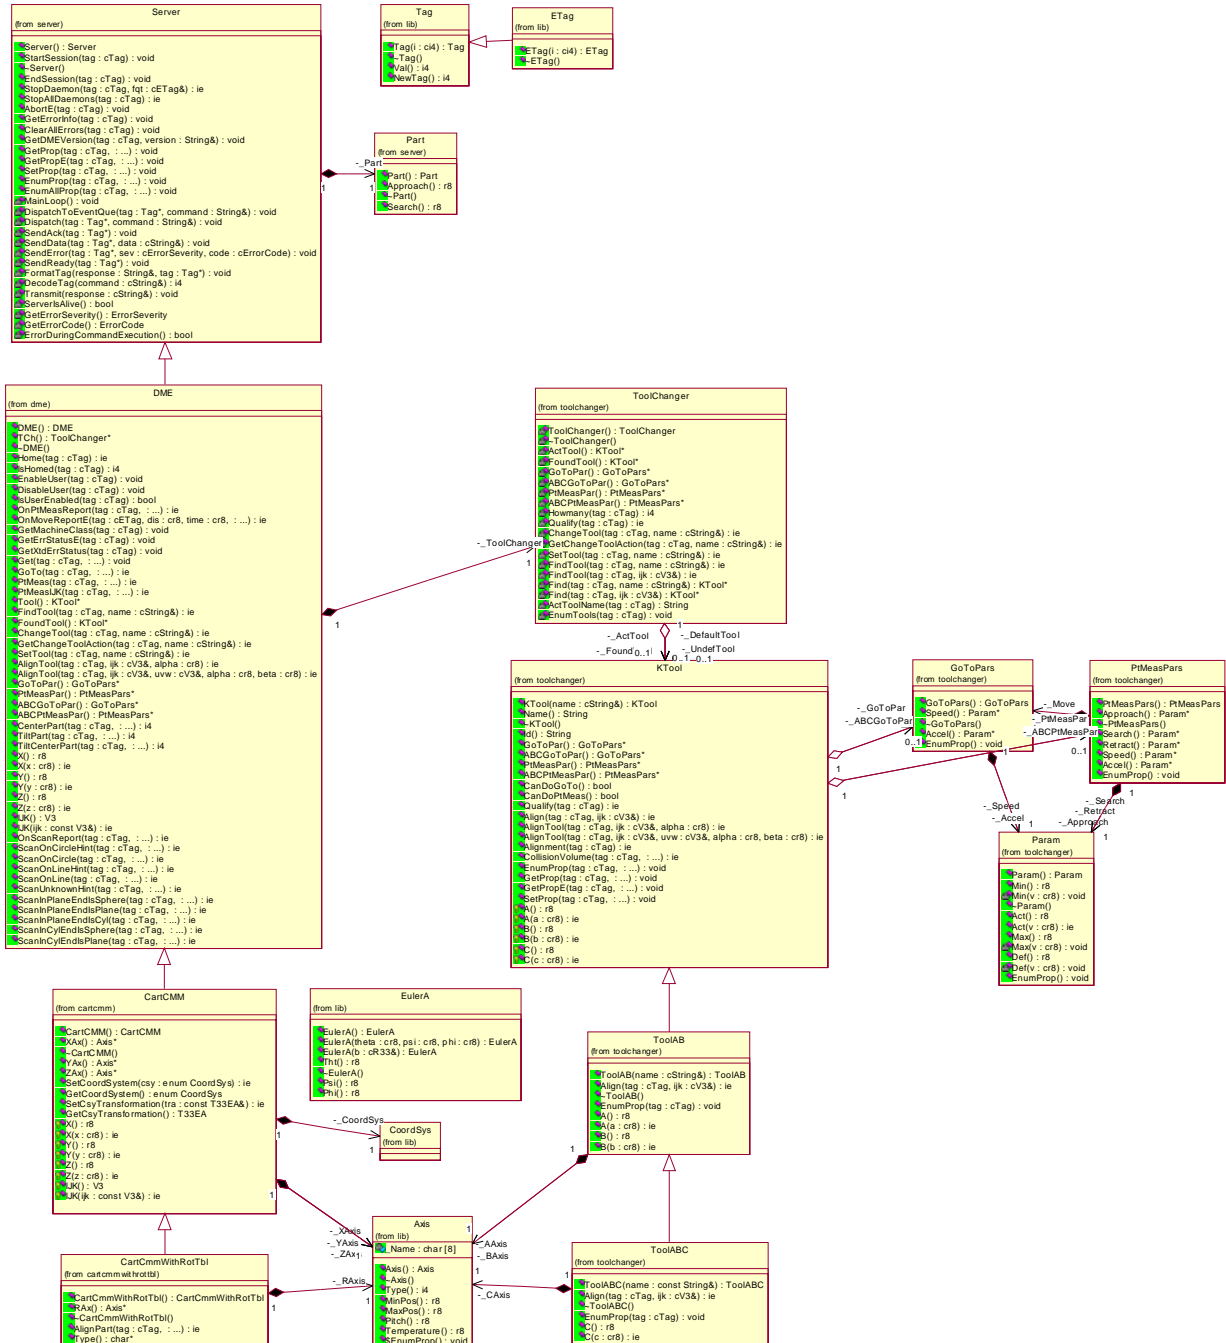 Server
(from server)
Server() : Server
StartSession(tag : cTag) : void
~Server()
EndSession(tag : cTag) : void
StopDaemon(tag : cTag, fqt : cETag&) : ie
StopAllDaemons(tag : cTag) : ie
AbortE(tag : cTag) : void
GetErrorInfo(tag : cTag) : void
ClearAllErrors(tag : cTag) : void
GetDMEVersion(tag : cTag, version : String&) : void
GetProp(tag : cTag, : ...) : void
GetPropE(tag : cTag, : ...) : void
SetProp(tag : cTag, : ...) : void
EnumProp(tag : cTag, : ...) : void
EnumAllProp(tag : cTag, : ...) : void
MainLoop() : void
DispatchToEventQue(tag : Tag*, command : String&) : void
Dispatch(tag : Tag*, command : String&) : void
SendAck(tag : Tag*) : void
SendData(tag : Tag*, data : cString&) : void
SendError(tag : Tag*, sev : cErrorSeverity, code : cErrorCode) : void
SendReady(tag : Tag*) : void
FormatTag(response : String&, tag : Tag*) : void
DecodeTag(command : cString&) : i4
Transmit(response : cString&) : void
ServerIsAlive() : bool
GetErrorSeverity() : ErrorSeverity
GetErrorCode() : ErrorCode
ErrorDuringCommandExecution() : bool
Tag
(from lib)
Tag(i : ci4) : Tag
~Tag()
Val() : i4
NewTag() : i4
ETag
(from lib)
ETag(i : ci4) : ETag
~ETag()
Part
(from server)
Part() : Part
Approach() : r8
~Part()
Search() : r8
-_Part
1
1
DME
(from dme)
DME() : DME
TCh() : ToolChanger*
~DME()
Home(tag : cTag) : ie
IsHomed(tag : cTag) : i4
EnableUser(tag : cTag) : void
DisableUser(tag : cTag) : void
IsUserEnabled(tag : cTag) : bool
OnPtMeasReport(tag : cTag, : ...) : ie
OnMoveReportE(tag : cETag, dis : cr8, time : cr8, : ...) : ie
GetMachineClass(tag : cTag) : void
GetErrStatusE(tag : cTag) : void
GetXtdErrStatus(tag : cTag) : void
Get(tag : cTag, : ...) : void
GoTo(tag : cTag, : ...) : ie
PtMeas(tag : cTag, : ...) : ie
PtMeasIJK(tag : cTag, : ...) : ie
Tool() : KTool*
FindTool(tag : cTag, name : cString&) : ie
FoundTool() : KTool*
ChangeTool(tag : cTag, name : cString&) : ie
GetChangeToolAction(tag : cTag, name : cString&) : ie
SetTool(tag : cTag, name : cString&) : ie
AlignTool(tag : cTag, ijk : cV3&, alpha : cr8) : ie
AlignTool(tag : cTag, ijk : cV3&, uvw : cV3&, alpha : cr8, beta : cr8) : ie
GoToPar() : GoToPars*
PtMeasPar() : PtMeasPars*
ABCGoToPar() : GoToPars*
ABCPtMeasPar() : PtMeasPars*
CenterPart(tag : cTag, : ...) : i4
TiltPart(tag : cTag, : ...) : i4
TiltCenterPart(tag : cTag, : ...) : i4
X() : r8
X(x : cr8) : ie
Y() : r8
Y(y : cr8) : ie
Z() : r8
Z(z : cr8) : ie
IJK() : V3
IJK(ijk : const V3&) : ie
OnScanReport(tag : cTag, : ...) : ie
ScanOnCircleHint(tag : cTag, : ...) : ie
ScanOnCircle(tag : cTag, : ...) : ie
ScanOnLineHint(tag : cTag, : ...) : ie
ScanOnLine(tag : cTag, : ...) : ie
ScanUnknownHint(tag : cTag, : ...) : ie
ScanInPlaneEndIsSphere(tag : cTag, : ...) : ie
ScanInPlaneEndIsPlane(tag : cTag, : ...) : ie
ScanInPlaneEndIsCyl(tag : cTag, : ...) : ie
ScanInCylEndIsSphere(tag : cTag, : ...) : ie
ScanInCylEndIsPlane(tag : cTag, : ...) : ie
-_ToolChanger
1
1
ToolChanger
(from toolchanger)
ToolChanger() : ToolChanger
~ToolChanger()
ActTool() : KTool*
FoundTool() : KTool*
GoToPar() : GoToPars*
ABCGoToPar() : GoToPars*
PtMeasPar() : PtMeasPars*
ABCPtMeasPar() : PtMeasPars*
Howmany(tag : cTag) : i4
Qualify(tag : cTag) : ie
ChangeTool(tag : cTag, name : cString&) : ie
GetChangeToolAction(tag : cTag, name : cString&) : ie
SetTool(tag : cTag, name : cString&) : ie
FindTool(tag : cTag, name : cString&) : ie
FindTool(tag : cTag, ijk : cV3&) : ie
Find(tag : cTag, name : cString&) : KTool*
Find(tag : cTag, ijk : cV3&) : KTool*
ActToolName(tag : cTag) : String
EnumTools(tag : cTag) : void
1
-_ActTool
-_DefaultTool
-_Found
0..1
-_UndefTool
0..1
0..1
KTool
(from toolchanger)
KTool(name : cString&) : KTool
Name() : String
~KTool()
Id() : String
GoToPar() : GoToPars*
ABCGoToPar() : GoToPars*
PtMeasPar() : PtMeasPars*
ABCPtMeasPar() : PtMeasPars*
CanDoGoTo() : bool
CanDoPtMeas() : bool
Qualify(tag : cTag) : ie
Align(tag : cTag, ijk : cV3&) : ie
AlignTool(tag : cTag, ijk : cV3&, alpha : cr8) : ie
AlignTool(tag : cTag, ijk : cV3&, uvw : cV3&, alpha : cr8, beta : cr8) : ie
Alignment(tag : cTag) : ie
CollisionVolume(tag : cTag, : ...) : ie
EnumProp(tag : cTag, : ...) : void
GetProp(tag : cTag, : ...) : void
GetPropE(tag : cTag, : ...) : void
SetProp(tag : cTag, : ...) : void
A() : r8
A(a : cr8) : ie
B() : r8
B(b : cr8) : ie
C() : r8
C(c : cr8) : ie
-_GoToPar
-_ABCGoToPar
0..1
1
1
GoToPars
(from toolchanger)
GoToPars() : GoToPars
Speed() : Param*
~GoToPars()
Accel() : Param*
EnumProp() : void
-_Move
-_PtMeasPar
-_ABCPtMeasPar
0..1
1
PtMeasPars
(from toolchanger)
PtMeasPars() : PtMeasPars
Approach() : Param*
~PtMeasPars()
Search() : Param*
Retract() : Param*
Speed() : Param*
Accel() : Param*
EnumProp() : void
1
-_Speed
-_Accel
1
-_Search
-_Retract
-_Approach
1
Param
(from toolchanger)
Param() : Param
Min() : r8
Min(v : cr8) : void
~Param()
Act() : r8
Act(v : cr8) : ie
Max() : r8
Max(v : cr8) : void
Def() : r8
Def(v : cr8) : void
EnumProp() : void
CartCMM
(from cartcmm)
CartCMM() : CartCMM
XAx() : Axis*
~CartCMM()
YAx() : Axis*
ZAx() : Axis*
SetCoordSystem(csy : enum CoordSys) : ie
GetCoordSystem() : enum CoordSys
SetCsyTransformation(tra : const T33EA&) : ie
GetCsyTransformation() : T33EA
X() : r8
X(x : cr8) : ie
Y() : r8
Y(y : cr8) : ie
Z() : r8
Z(z : cr8) : ie
IJK() : V3
IJK(ijk : const V3&) : ie
EulerA
(from lib)
EulerA() : EulerA
EulerA(theta : cr8, psi : cr8, phi : cr8) : EulerA
EulerA(b : cR33&) : EulerA
Tht() : r8
~EulerA()
Psi() : r8
Phi() : r8
-_CoordSys
1
1
CoordSys
(from lib)
ToolAB
(from toolchanger)
ToolAB(name : cString&) : ToolAB
Align(tag : cTag, ijk : cV3&) : ie
~ToolAB()
EnumProp(tag : cTag) : void
A() : r8
A(a : cr8) : ie
B() : r8
B(b : cr8) : ie
1
-_XAxis
-_YAxis
-_ZAx
1
Axis
(from lib)
_Name : char [8]
Axis() : Axis
~Axis()
Type() : i4
MinPos() : r8
MaxPos() : r8
Pitch() : r8
Temperature() : r8
SEnumProp() : void
1
-_AAxis
-_BAxis
1
-_CAxis
1
-_RAxis
1
1
CartCmmWithRotTbl
(from cartcmmwithrottbl)
CartCmmWithRotTbl() : CartCmmWithRotTbl
RAx() : Axis*
~CartCmmWithRotTbl()
AlignPart(tag : cTag, : ...) : ie
Type() : char*
ToolABC
(from toolchanger)
ToolABC(name : const String&) : ToolABC
Align(tag : cTag, ijk : cV3&) : ie
~ToolABC()
EnumProp(tag : cTag) : void
C() : r8
C(c : cr8) : ie